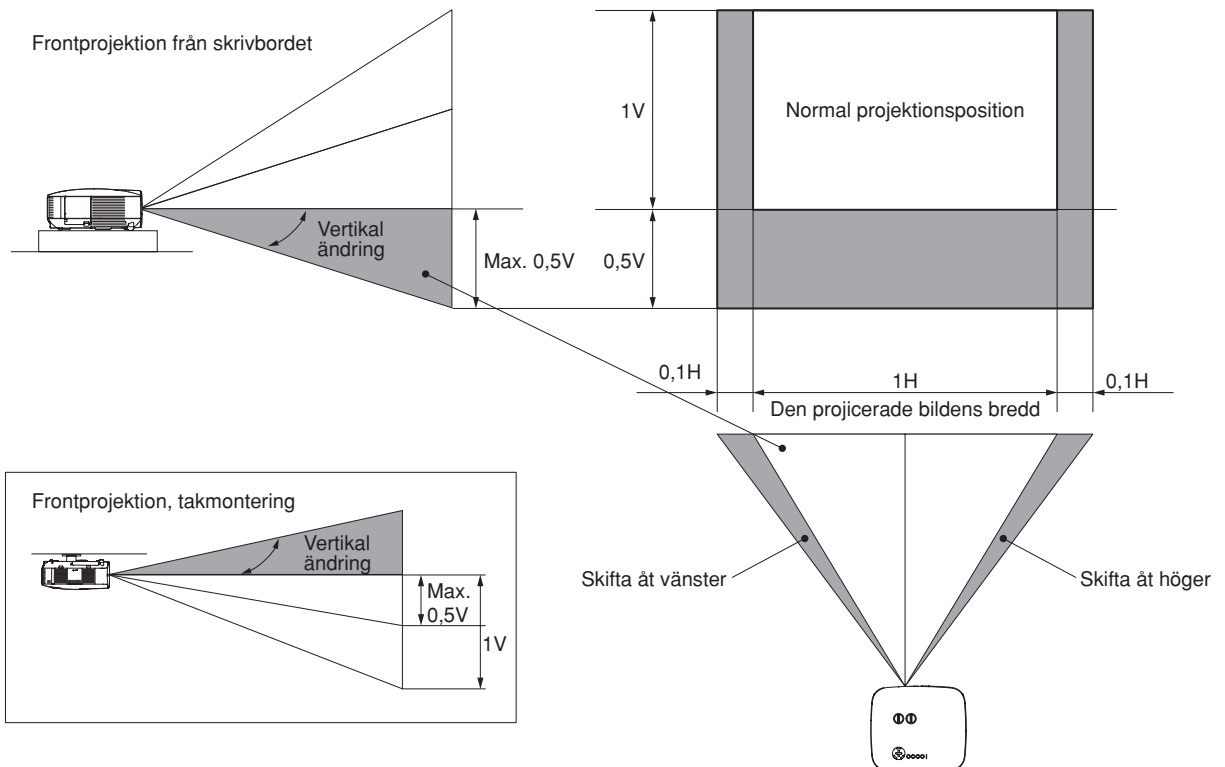 Frontprojektion från skrivbordet
Vertikal
ändring
Max. 0,5V
1V
0,5V
Normal projektionsposition
0,1H
1H
0,1H
Den projicerade bildens bredd
Frontprojektion, takmontering
Vertikal
ändring
Max.
0,5V
1V
Skifta åt vänster
Skifta åt höger